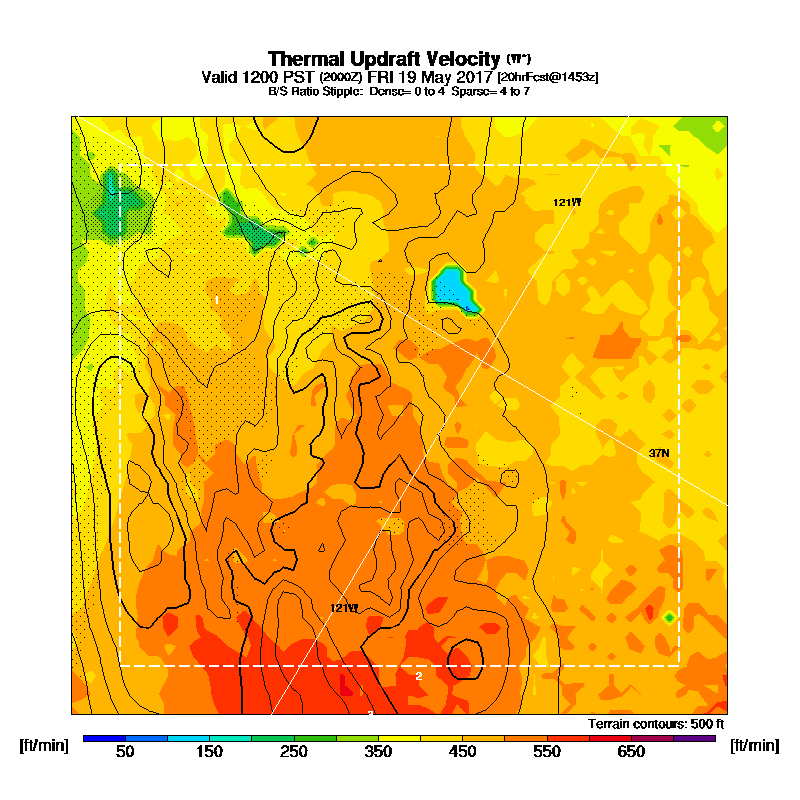 Thermal Updraft Velocity (W*)
Valid 1200 PST (2000Z) FRI 19 May 2017 [20hrFcst@1453z]
B/S Ratio Stipple: Dense= 0 to 4 Sparse= 4 to 7
121W
1
37N
121W
2
Terrain contours: 500 ft
[ft/min] 50 150 250 350 450 550 650 [ft/min]